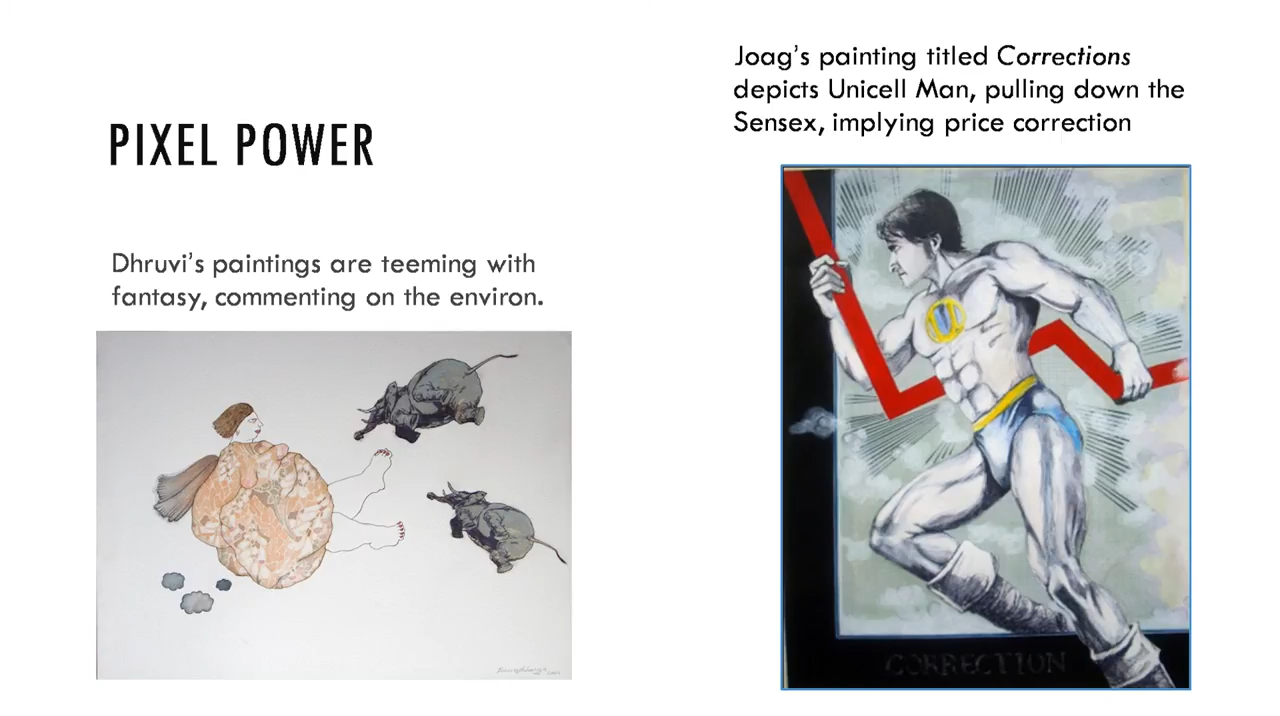 PIXEL POWER
Dhruvi's paintings are teeming with
fantasy, commenting on the environ.
Joag's painting titled Corrections
depicts Unicell Man, pulling down the
Sensex, implying price correction
U
CORRECTION